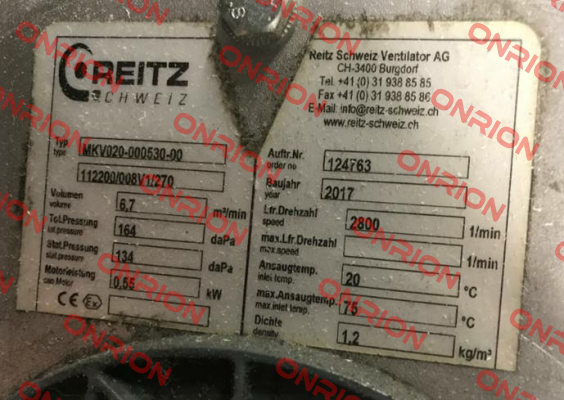 REITZ
SCHWEIZ
Typ
type
MKV020-000530-00
112200/008V1/270
Volumen
volume
6,7
m³/min
Tot.Pressung
tot.pressure
164
daPa
Stat.Pressung
stat.pressure
134
daPa
Motorleistung
cap.Motor
0,55
kW
CE Ex
Reitz Schweiz Ventilator AG
CH-3400 Burgdorf
Tel. +41 (0) 31 938 85 85
Fax +41 (0) 31 938 85 86
E-Mail: info@reitz-schweiz.ch
www.reitz-schweiz.ch
Auftr.Nr.
order no
124763
Baujahr
year
2017
Lfr.Drehzahl
speed
2800
1/min
max.Lfr.Drehzahl
max.speed
1/min
Ansaugtemp.
inlet temp.
20
°C
max.Ansaugtemp.
max.inlet temp.
75
°C
Dichte
density
1,2
kg/m³
ONRION